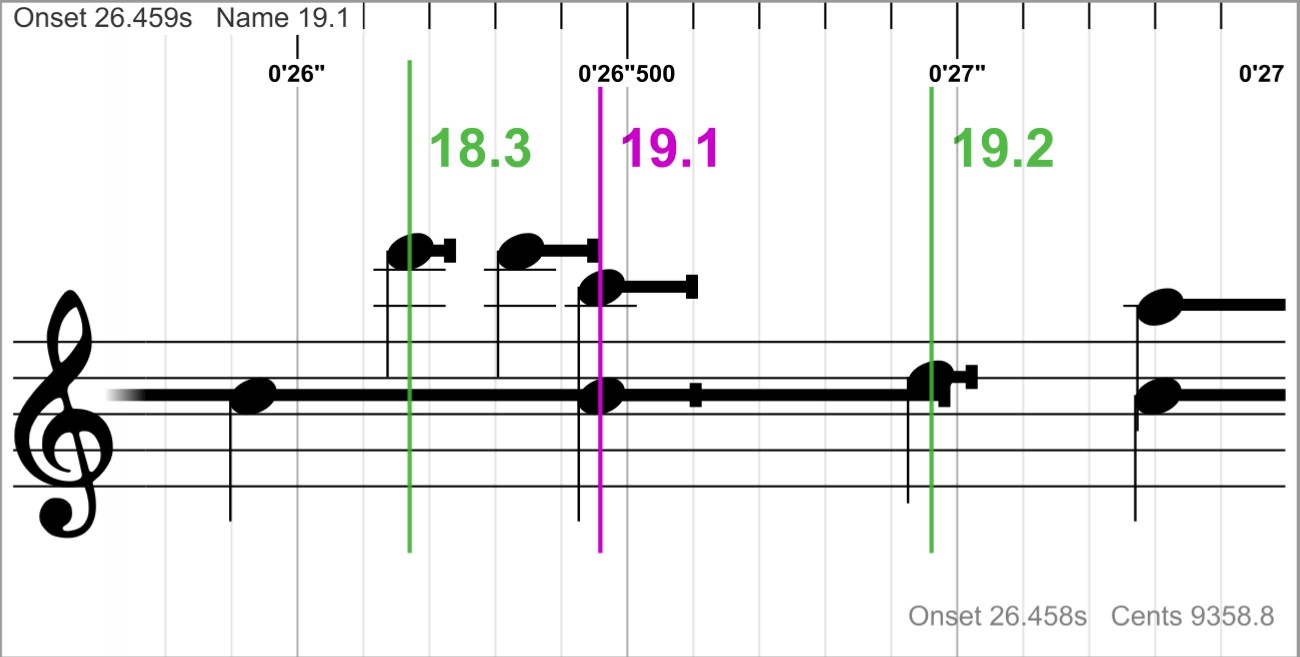 Onset 26.459s Name 19.1
0'26" 0'26"500 0'27" 0'27
18.3 19.1 19.2
Onset 26.458s Cents 9358.8